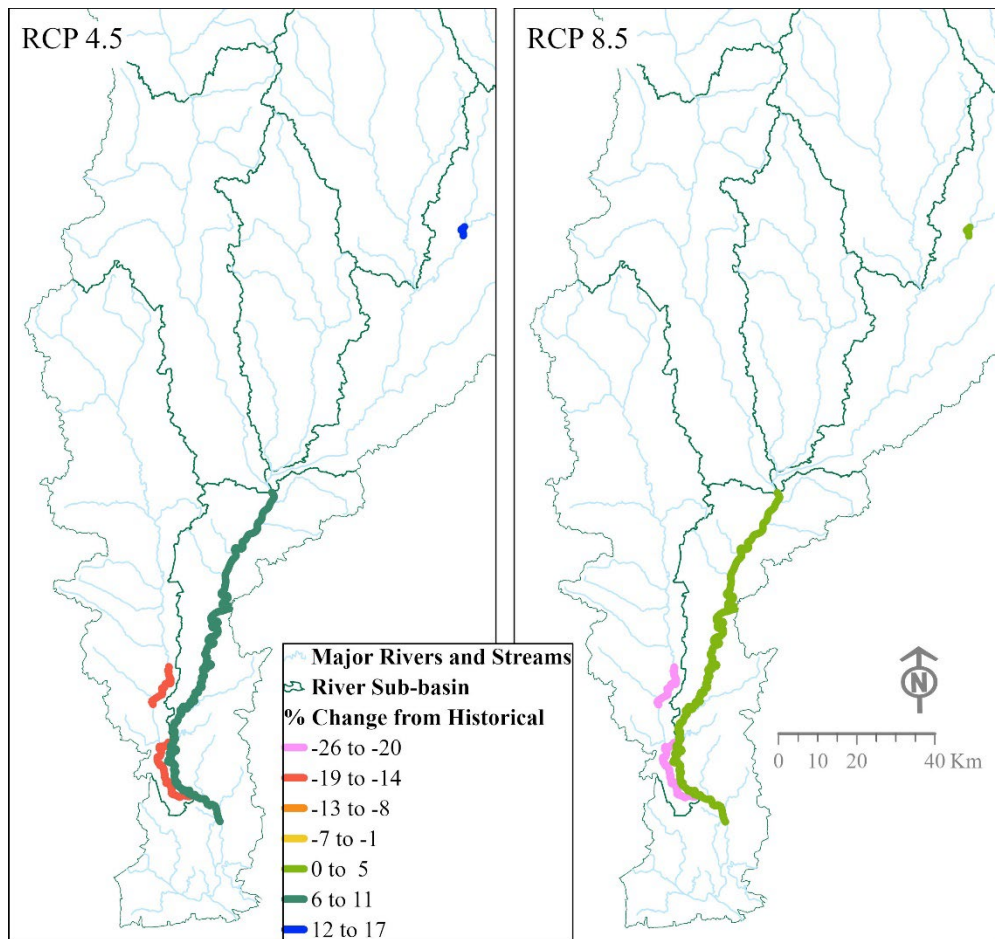 RCP 4.5
RCP 8.5
Major Rivers and Streams
River Sub-basin
% Change from Historical
-26 to -20
-19 to -14
-13 to -8
-7 to -1
0 to 5
6 to 11
12 to 17
N
0 10 20 40 Km